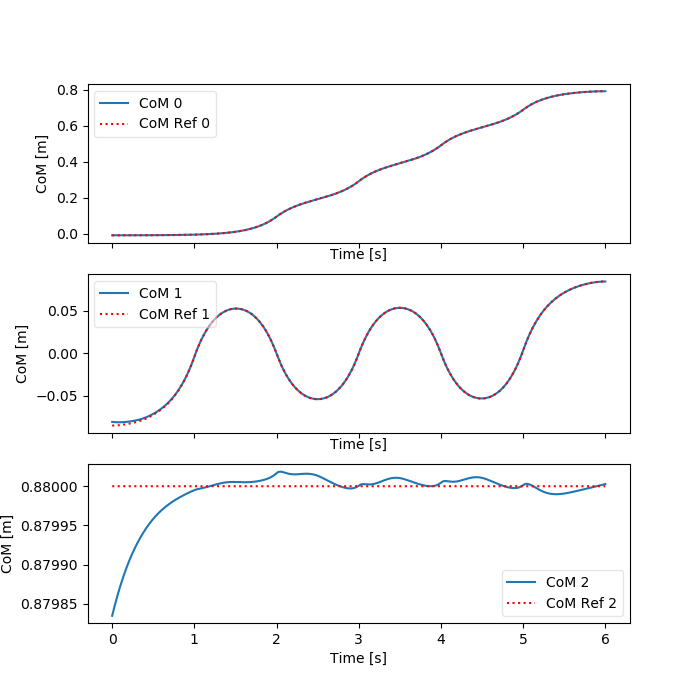 0.8
0.6
0.4
0.2
0.0
CoM [m]
CoM 0
CoM Ref 0
Time [s]
0.05
0.00
−0.05
CoM [m]
CoM 1
CoM Ref 1
Time [s]
0.88000
0.87995
0.87990
0.87985
CoM [m]
CoM 2
CoM Ref 2
0 1 2 3 4 5 6
Time [s]